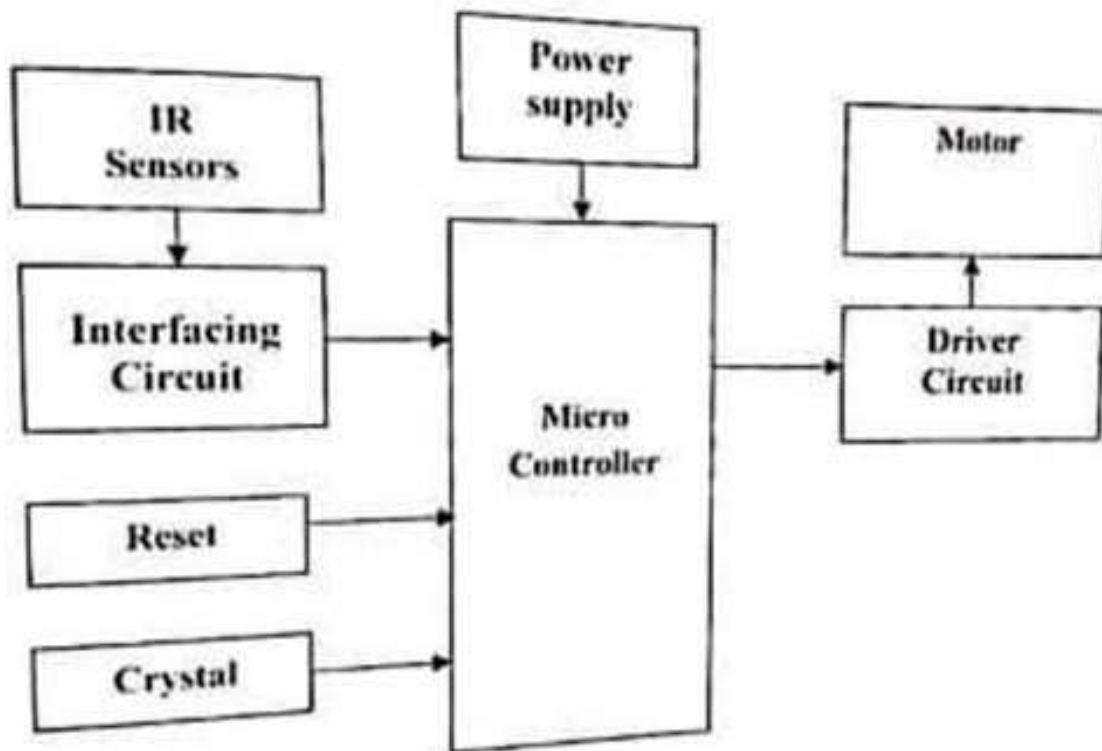 Power
supply
IR
Sensors
Motor
Interfacing
Circuit
Driver
Circuit
Micro
Controller
Reset
Crystal